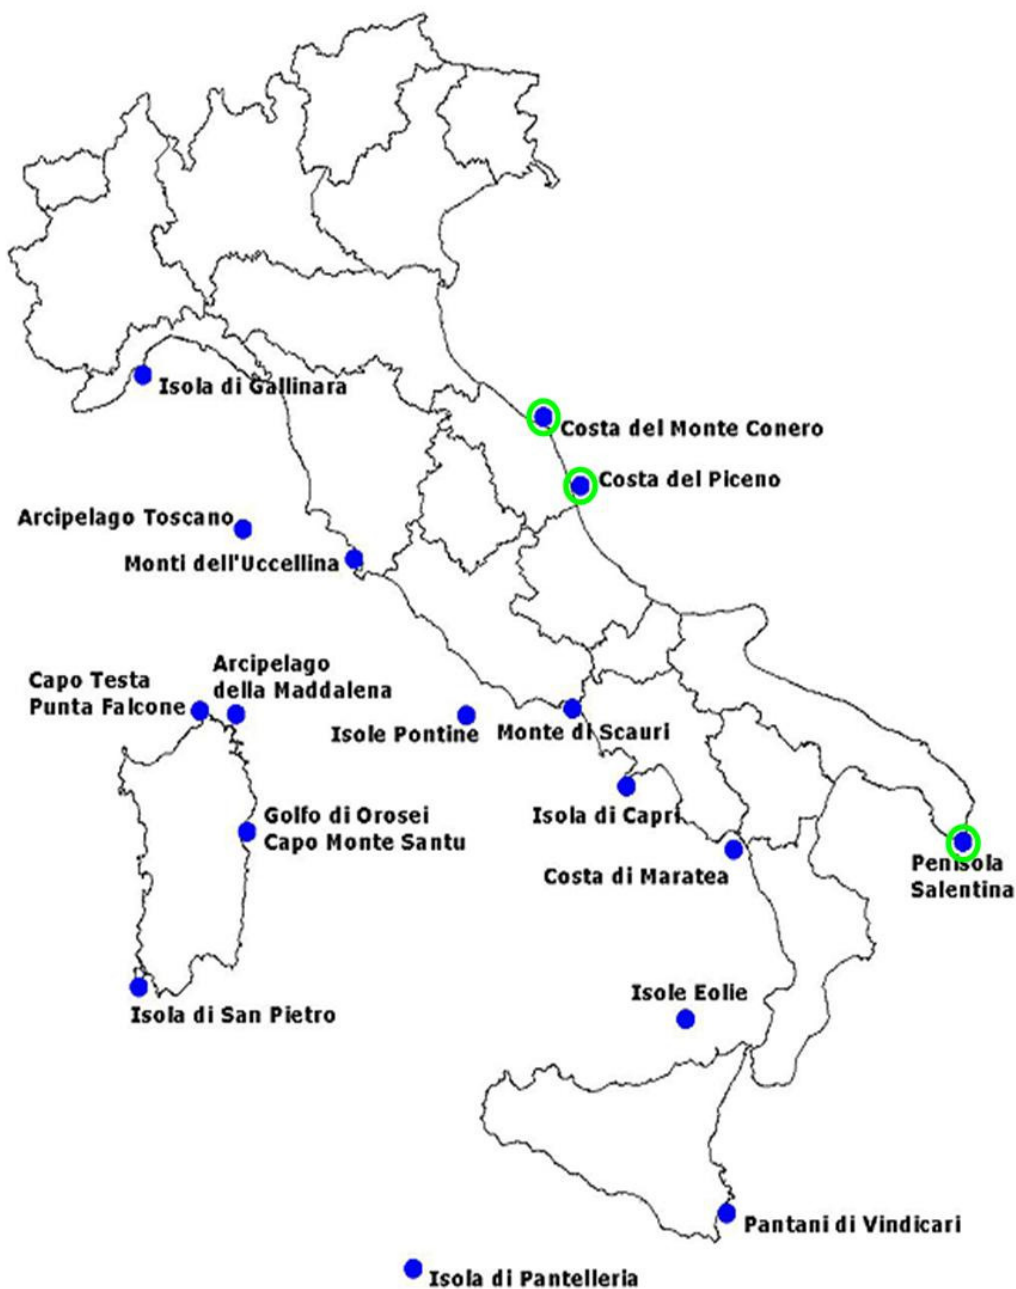 Isola di Gallinara
Costa del Monte Conero
Costa del Piceno
Arcipelago Toscano
Monti dell'Uccellina
Capo Testa
Punta Falcone
Arcipelago
della Maddalena
Isole Pontine
Monte di Scauri
Golfo di Orosei
Capo Monte Santu
Isola di Capri
Costa di Maratea
Penisola
Salentina
Isola di San Pietro
Isole Eolie
Pantani di Vindicari
Isola di Pantelleria